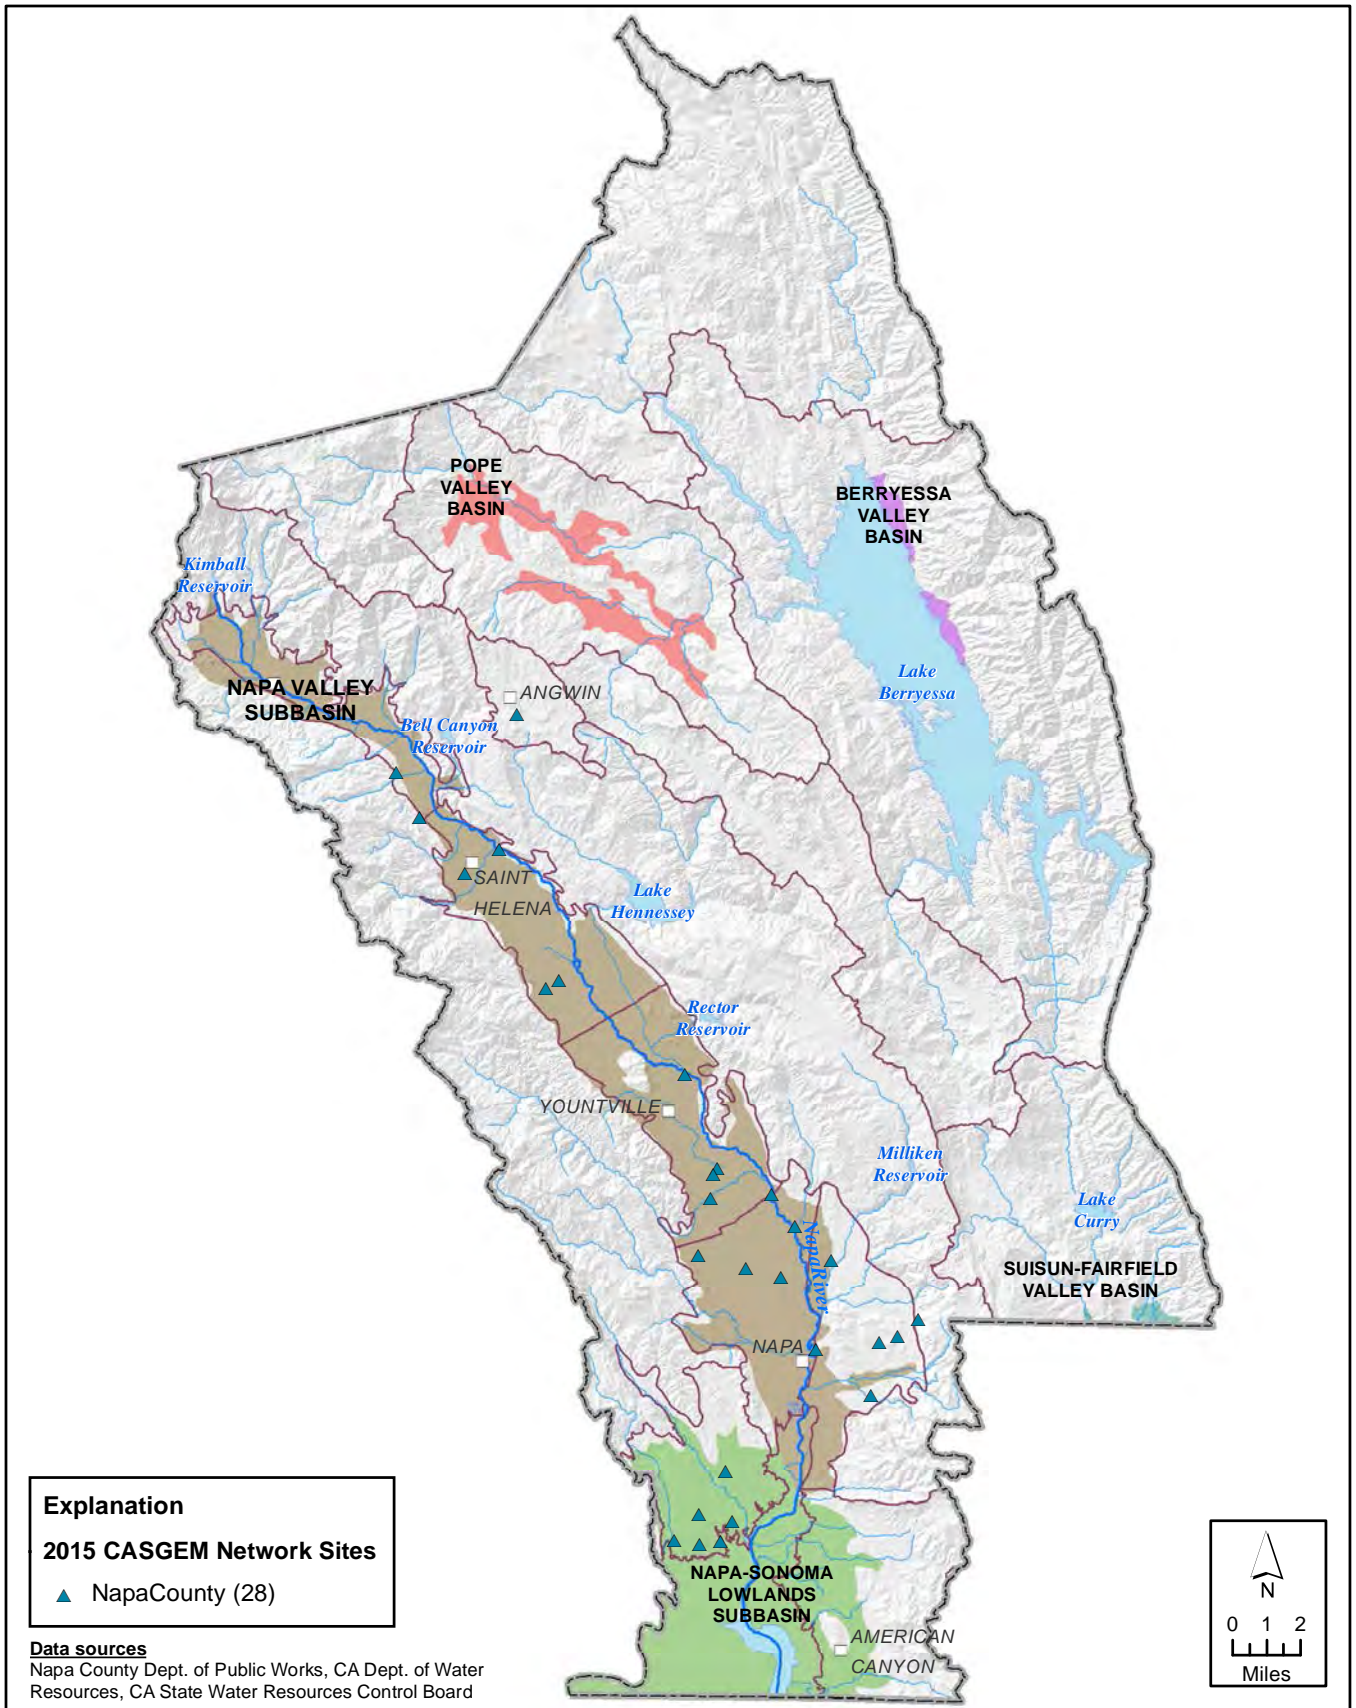 POPE
VALLEY
BASIN
BERRYESSA
VALLEY
BASIN
Kimball
Reservoir
Lake
Berryessa
NAPA VALLEY
SUBBASIN
ANGWIN
Bell Canyon
Reservoir
SAINT
HELENA
Lake
Hennessey
Rector
Reservoir
YOUNTVILLE
Milliken
Reservoir
Lake
Curry
NapaRiver
SUISUN-FAIRFIELD
VALLEY BASIN
NAPA
NAPA-SONOMA
LOWLANDS
SUBBASIN
AMERICAN
CANYON
Explanation
2015 CASGEM Network Sites
NapaCounty (28)
Data sources
Napa County Dept. of Public Works, CA Dept. of Water
Resources, CA State Water Resources Control Board
N
0 1 2
Miles